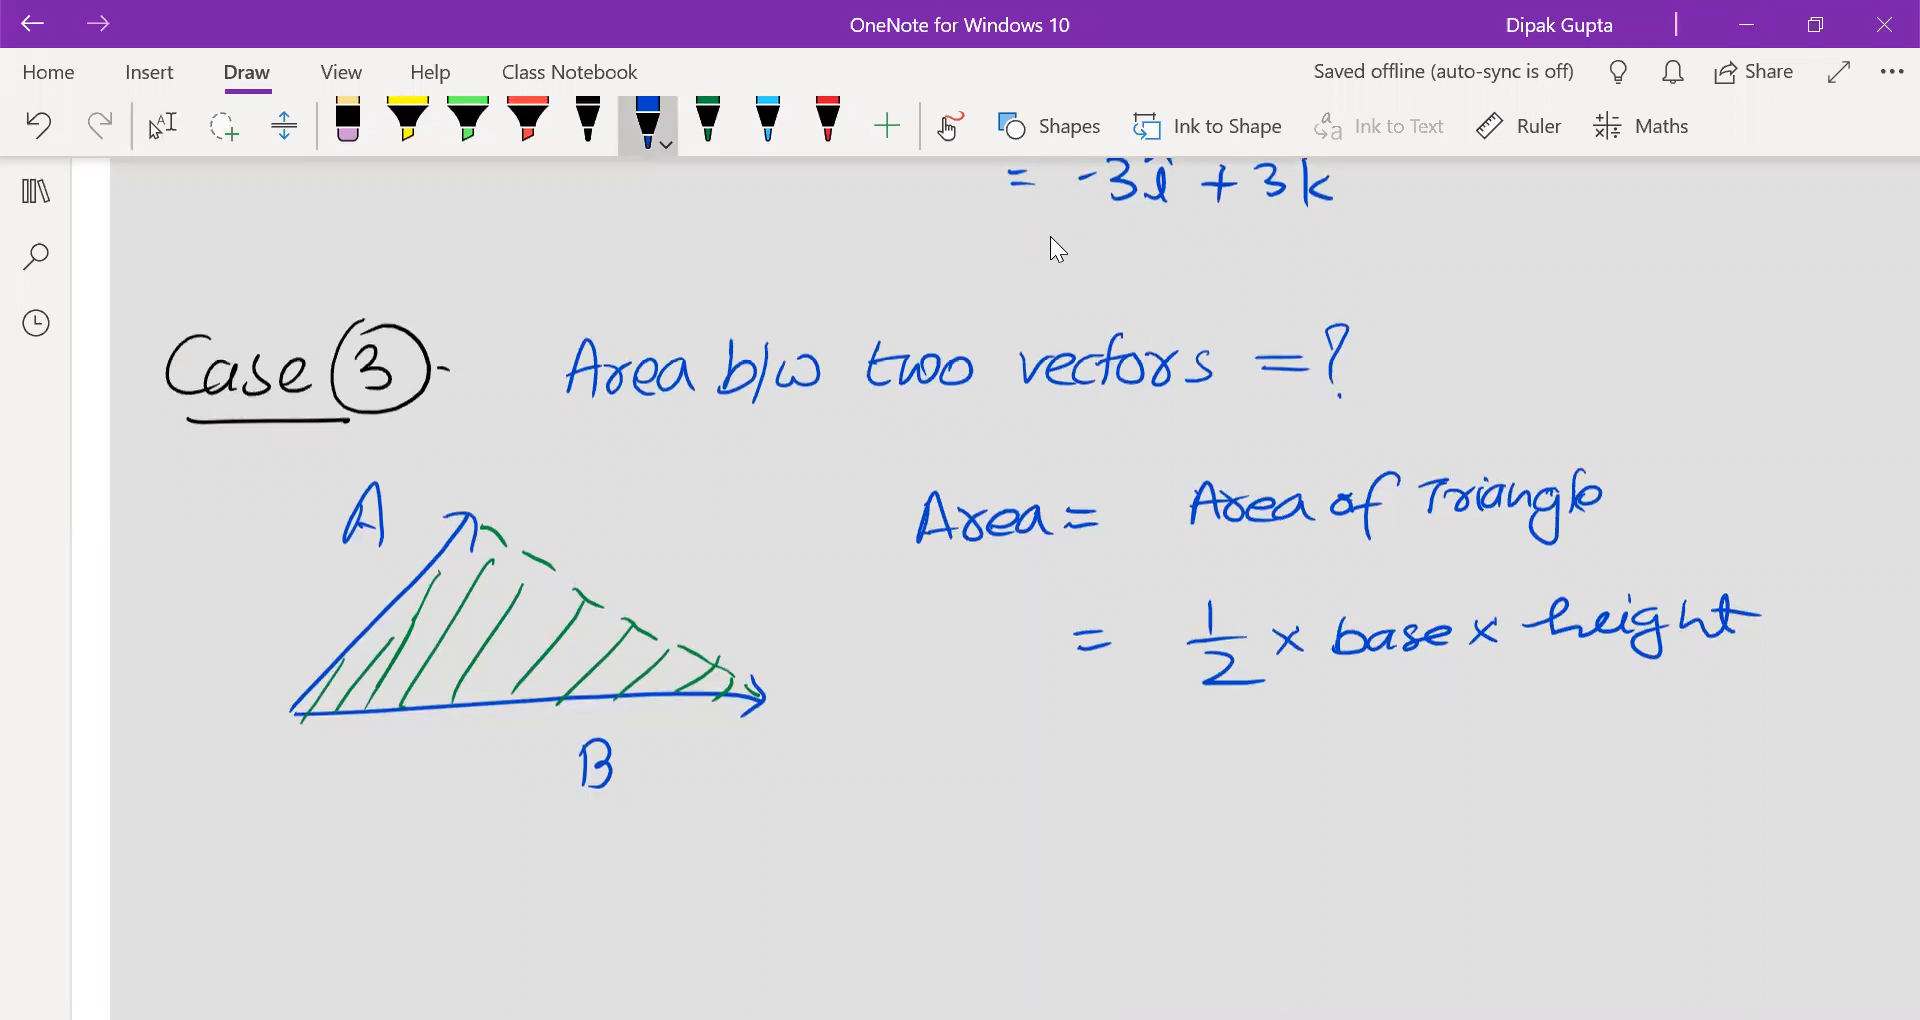 OneNote for Windows 10
Dipak Gupta
Home Insert Draw View Help Class Notebook
Saved offline (auto-sync is off) Share
Shapes Ink to Shape Ink to Text Ruler Maths
= -3i + 3k
Case 3 - Area b/w two vectors = ?
A
Area = Area of Triangle
= 1/2 x base x height
B